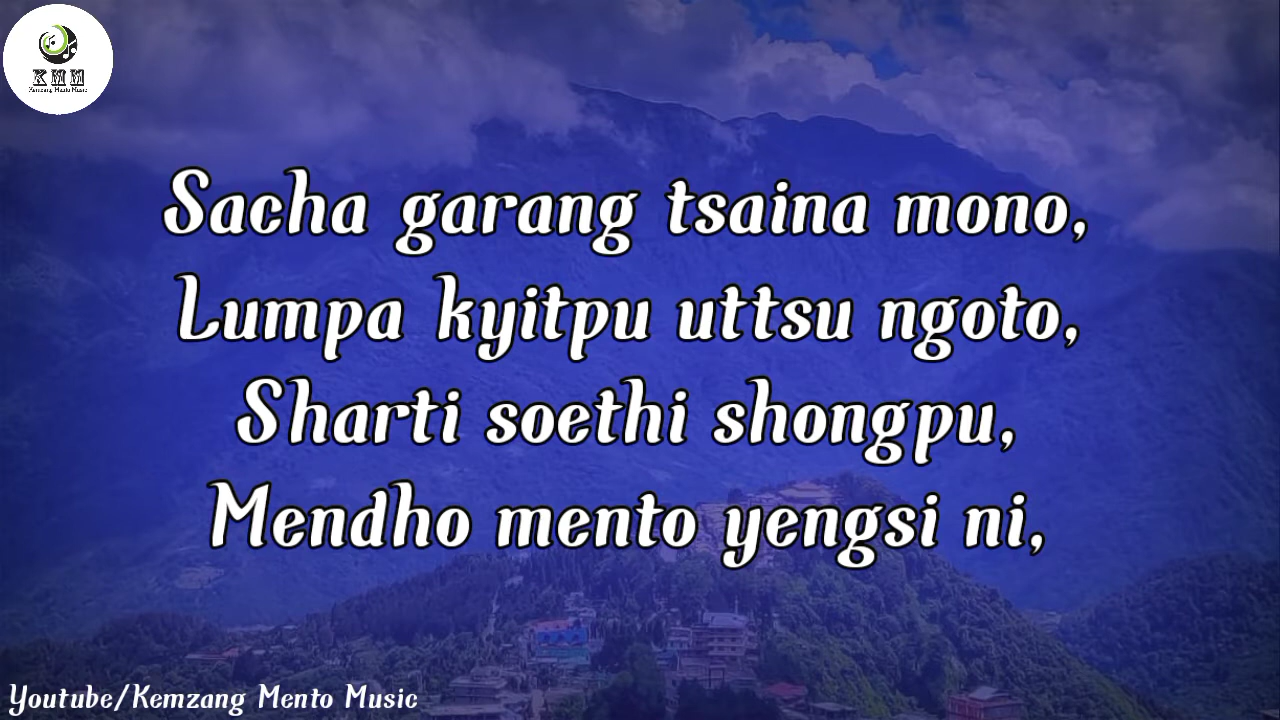 KMM
Kemzang Mento Music
Sacha garang tsaina mono,
Lumpa kyitpu uttsu ngoto,
Sharti soethi shongpu,
Mendho mento yengsi ni,
Youtube/Kemzang Mento Music